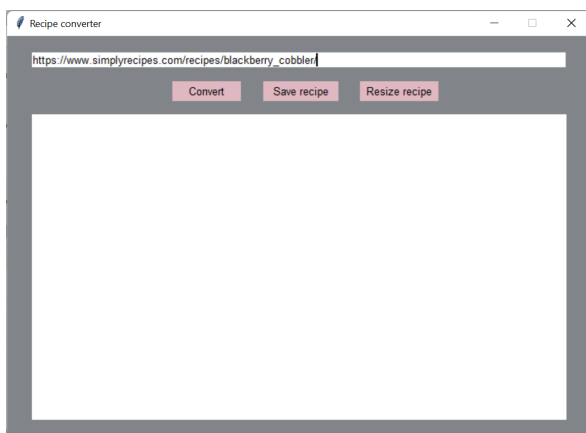 Recipe converter
https://www.simplyrecipes.com/recipes/blackberry_cobbler/
Convert Save recipe Resize recipe